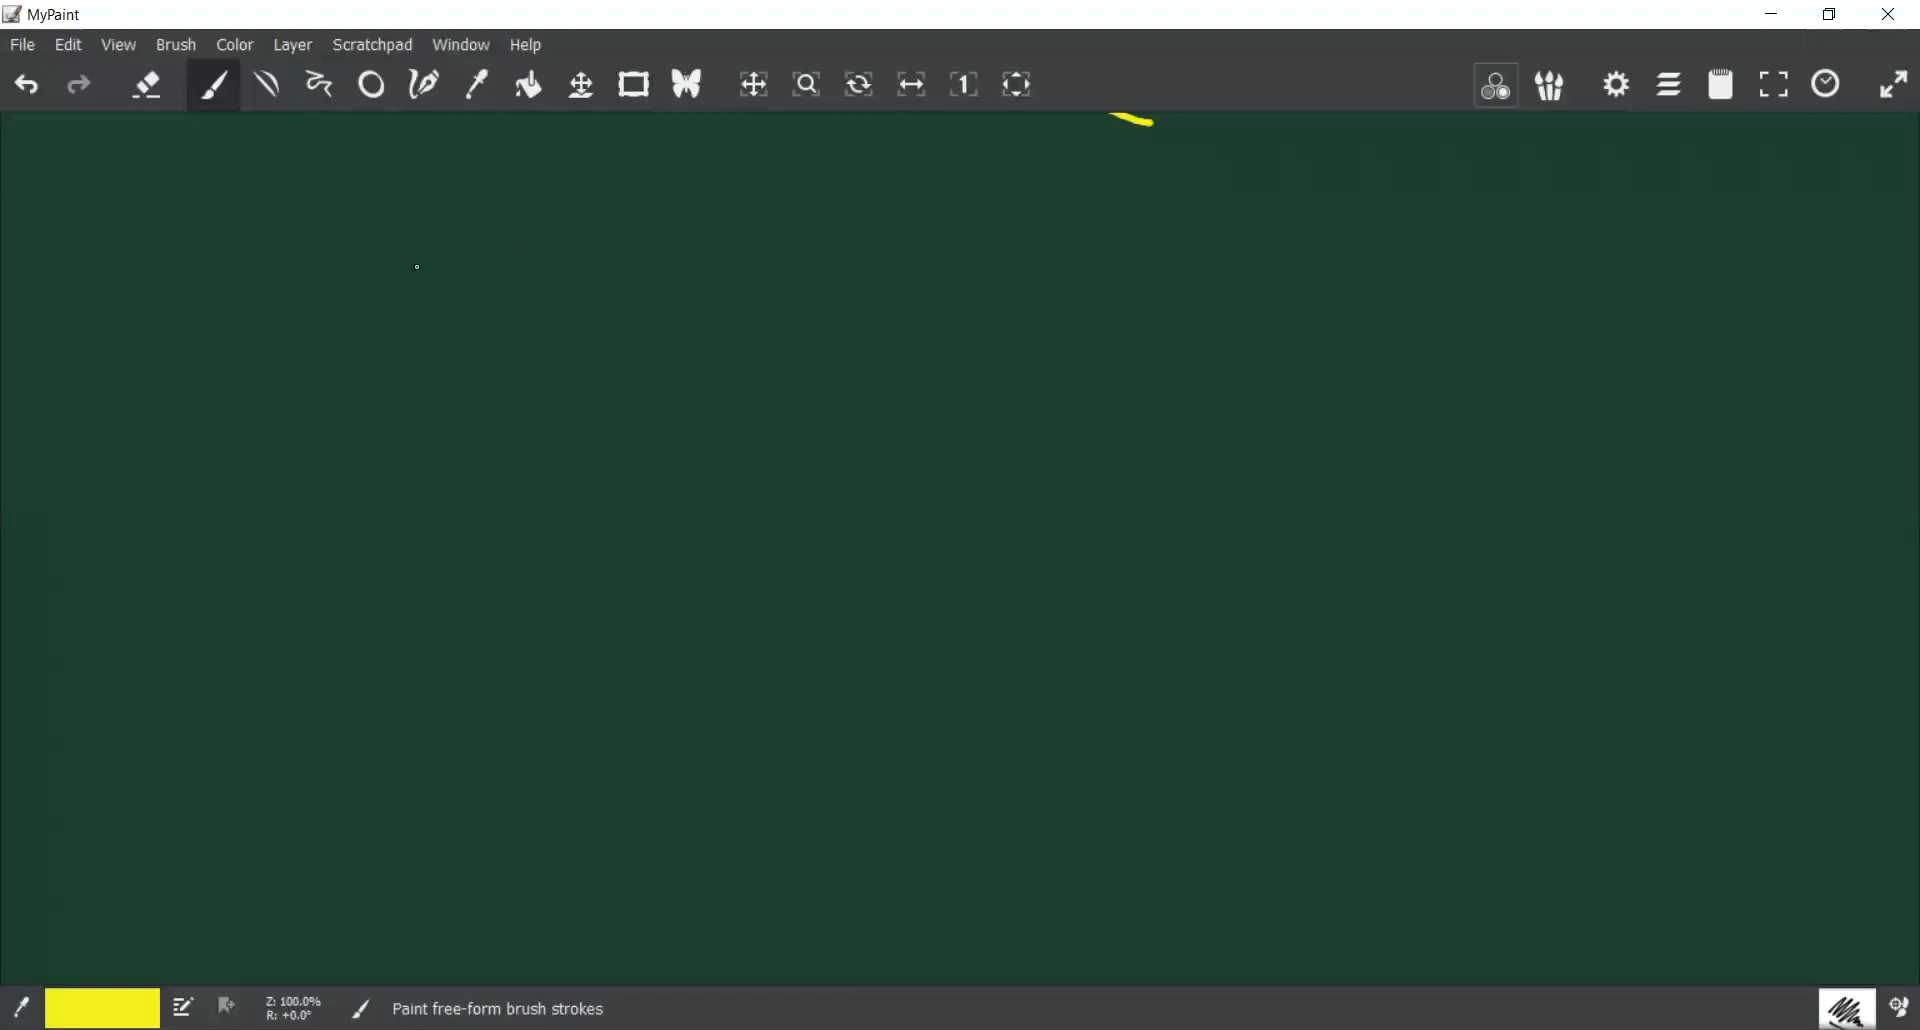 MyPaint
File Edit View Brush Color Layer Scratchpad Window Help
1
Z: 100.0%
R: +0.0°
Paint free-form brush strokes